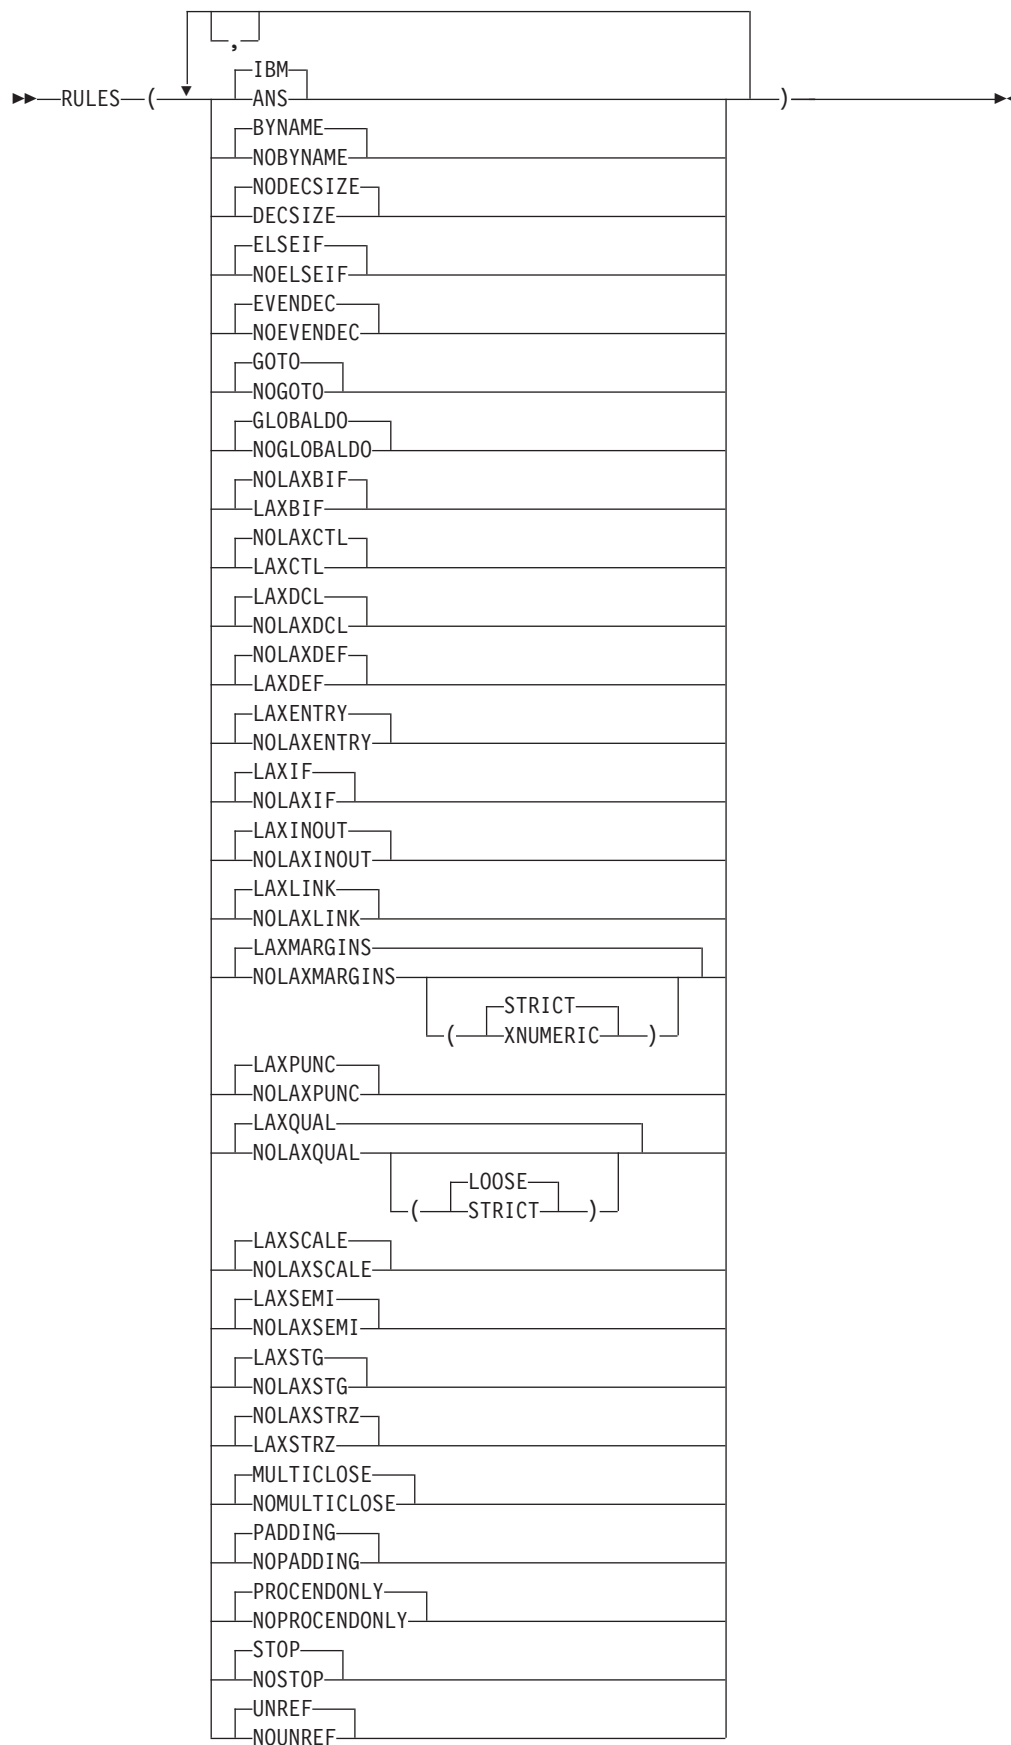 ,
IBM
RULES ( ANS )
BYNAME
NOBYNAME
NODECSIZE
DECSIZE
ELSEIF
NOELSEIF
EVENDEC
NOEVENDEC
GOTO
NOGOTO
GLOBALDO
NOGLOBALDO
NOLAXBIF
LAXBIF
NOLAXCTL
LAXCTL
LAXDCL
NOLAXDCL
NOLAXDEF
LAXDEF
LAXENTRY
NOLAXENTRY
LAXIF
NOLAXIF
LAXINOUT
NOLAXINOUT
LAXLINK
NOLAXLINK
LAXMARGINS
NOLAXMARGINS
STRICT
( XNUMERIC )
LAXPUNC
NOLAXPUNC
LAXQUAL
NOLAXQUAL
LOOSE
( STRICT )
LAXSCALE
NOLAXSCALE
LAXSEMI
NOLAXSEMI
LAXSTG
NOLAXSTG
NOLAXSTRZ
LAXSTRZ
MULTICLOSE
NOMULTICLOSE
PADDING
NOPADDING
PROCENDONLY
NOPROCENDONLY
STOP
NOSTOP
UNREF
NOUNREF